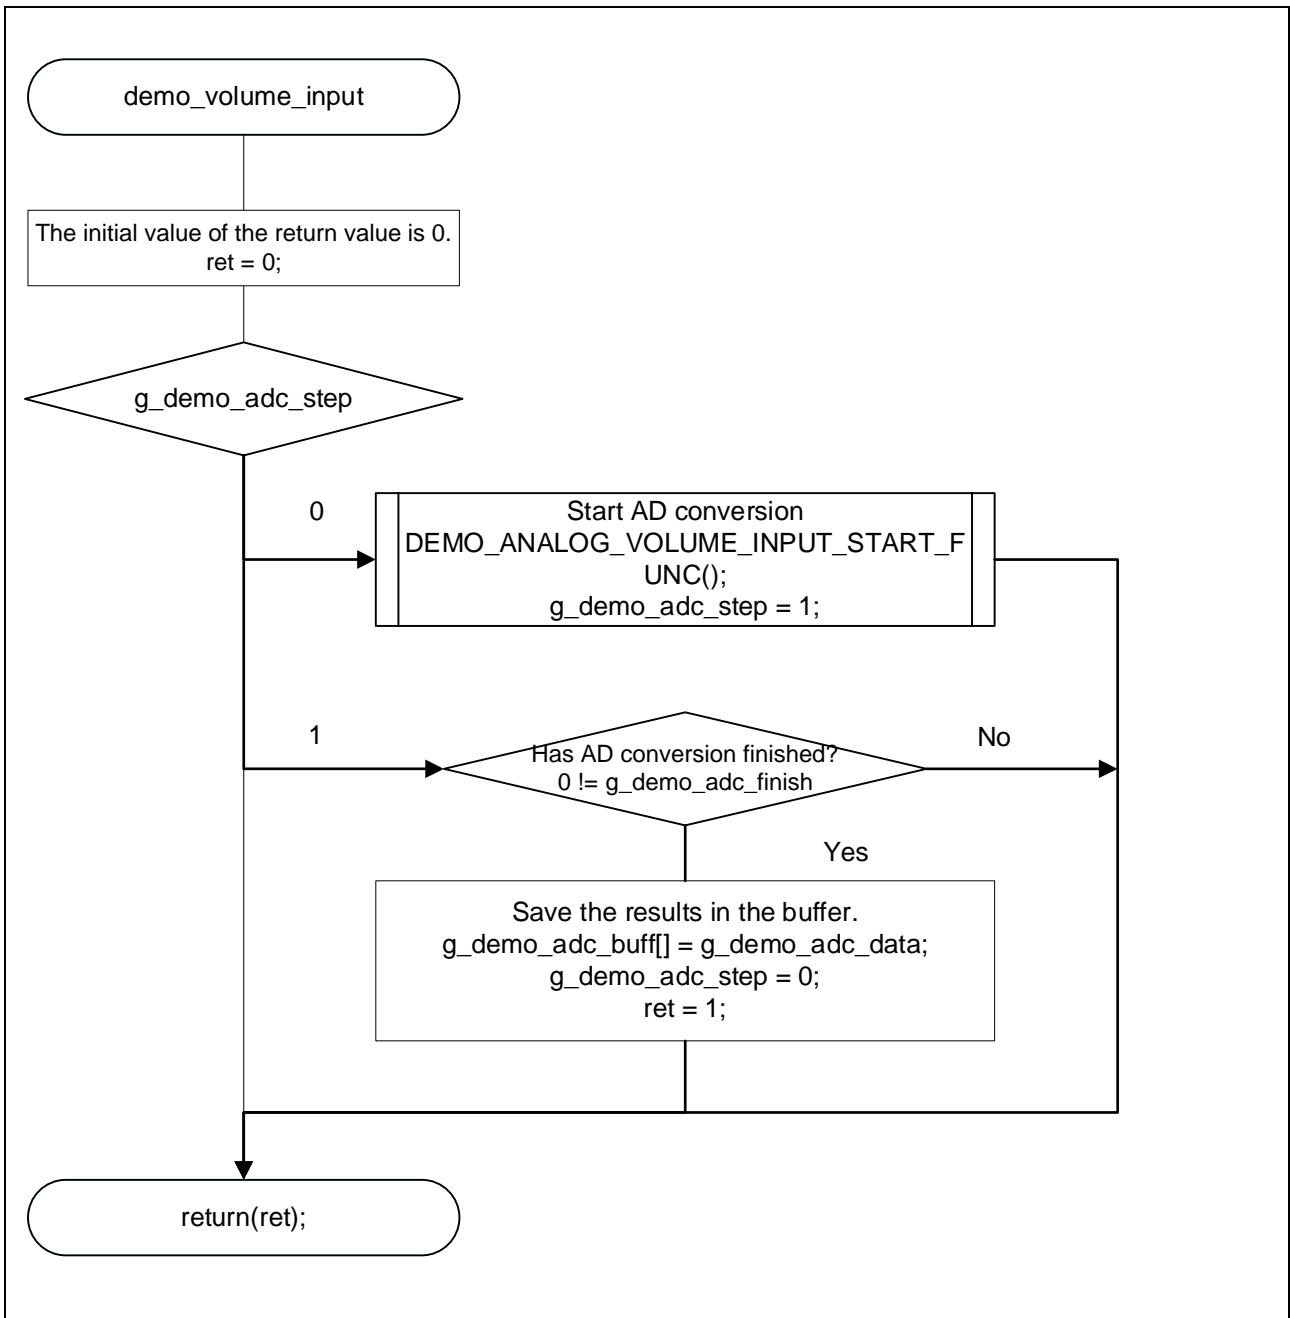 demo_volume_input
The initial value of the return value is 0.
ret = 0;
g_demo_adc_step
0
Start AD conversion
DEMO_ANALOG_VOLUME_INPUT_START_F
UNC();
g_demo_adc_step = 1;
1
Has AD conversion finished?
0 != g_demo_adc_finish
No
Yes
Save the results in the buffer.
g_demo_adc_buff[] = g_demo_adc_data;
g_demo_adc_step = 0;
ret = 1;
return(ret);